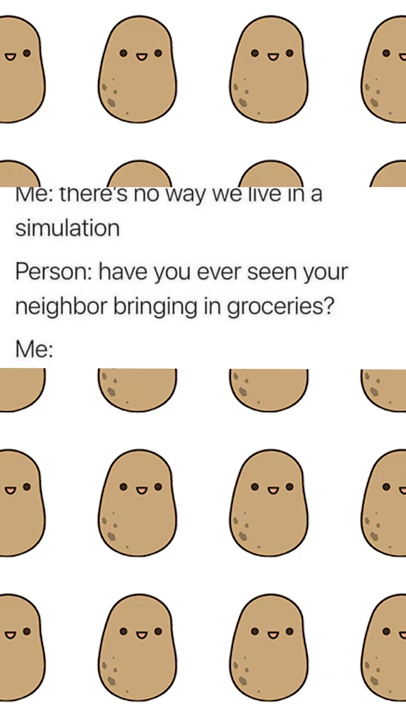 Me: there's no way we live in a
simulation
Person: have you ever seen your
neighbor bringing in groceries?
Me: